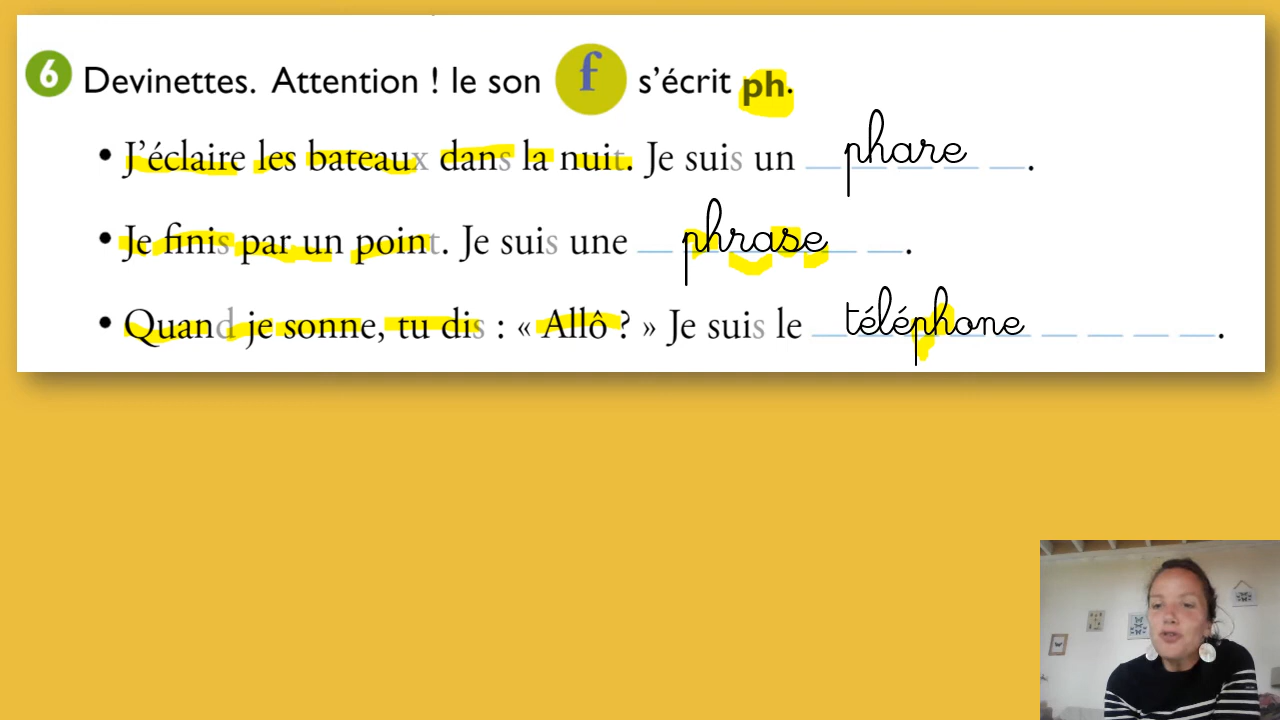 6 Devinettes. Attention ! le son f s'écrit ph.
• J'éclaire les bateaux dans la nuit. Je suis un phare.
• Je finis par un point. Je suis une phrase.
• Quand je sonne, tu dis : « Allô ? » Je suis le téléphone.